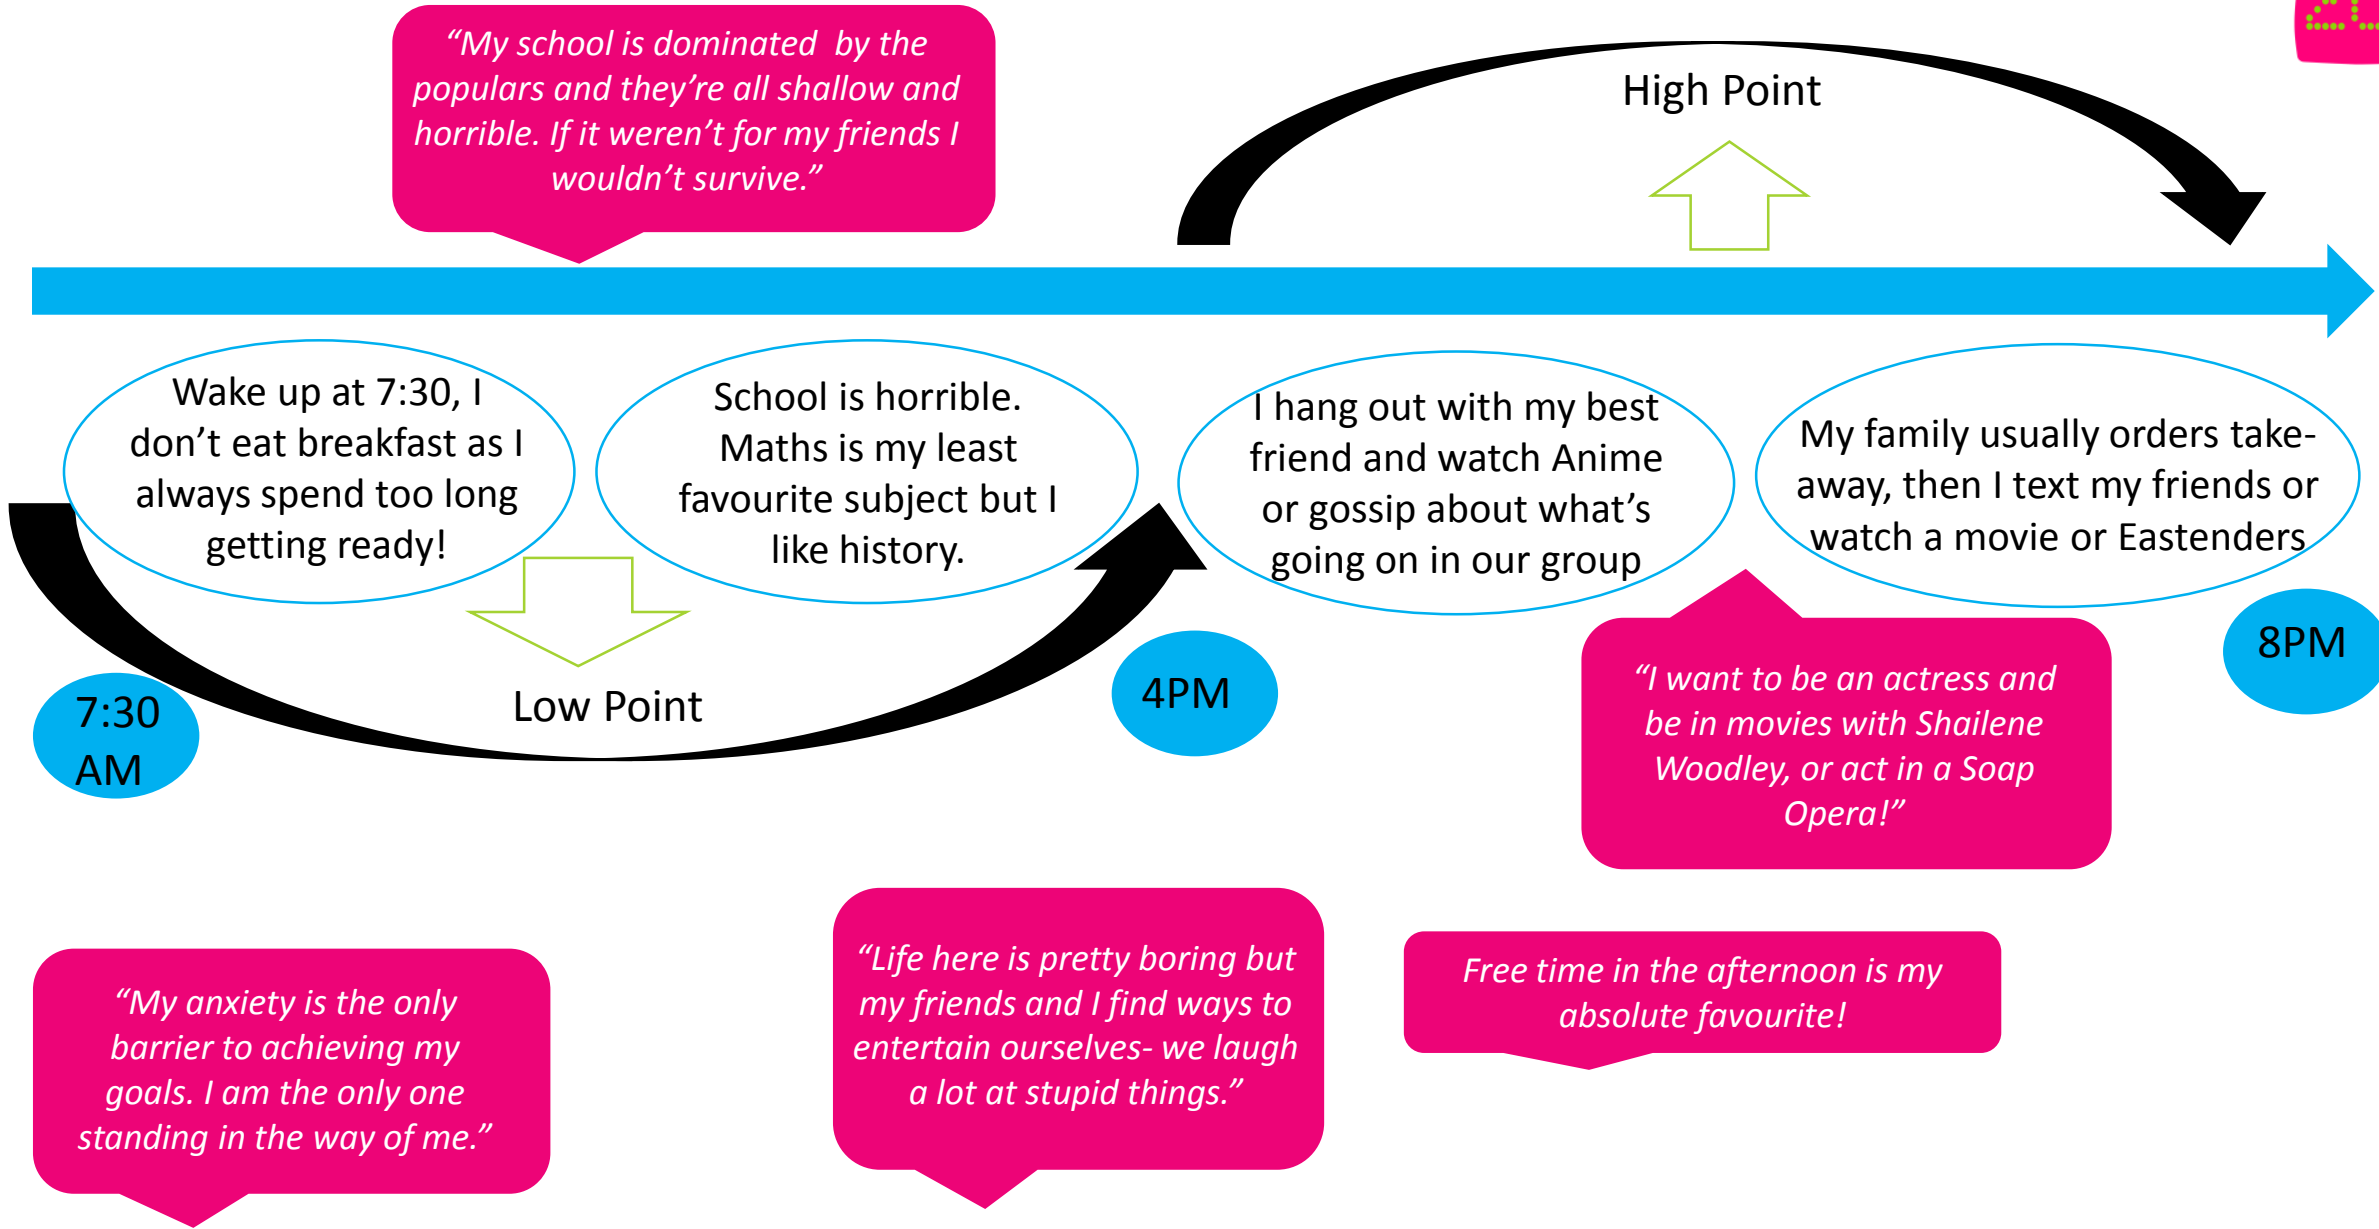 “My school is dominated  by the
populars and they’re all shallow and
horrible. If it weren’t for my friends I
wouldn’t survive.”
High Point
Wake up at 7:30, I
don’t eat breakfast as I
always spend too long
getting ready!
School is horrible.
Maths is my least
favourite subject but I
like history.
I hang out with my best
friend and watch Anime
or gossip about what’s
going on in our group
My family usually orders take-
away, then I text my friends or
watch a movie or Eastenders
Low Point
7:30
AM
4PM
8PM
“I want to be an actress and
be in movies with Shailene
Woodley, or act in a Soap
Opera!”
“My anxiety is the only
barrier to achieving my
goals. I am the only one
standing in the way of me.”
“Life here is pretty boring but
my friends and I find ways to
entertain ourselves- we laugh
a lot at stupid things.”
Free time in the afternoon is my
absolute favourite!